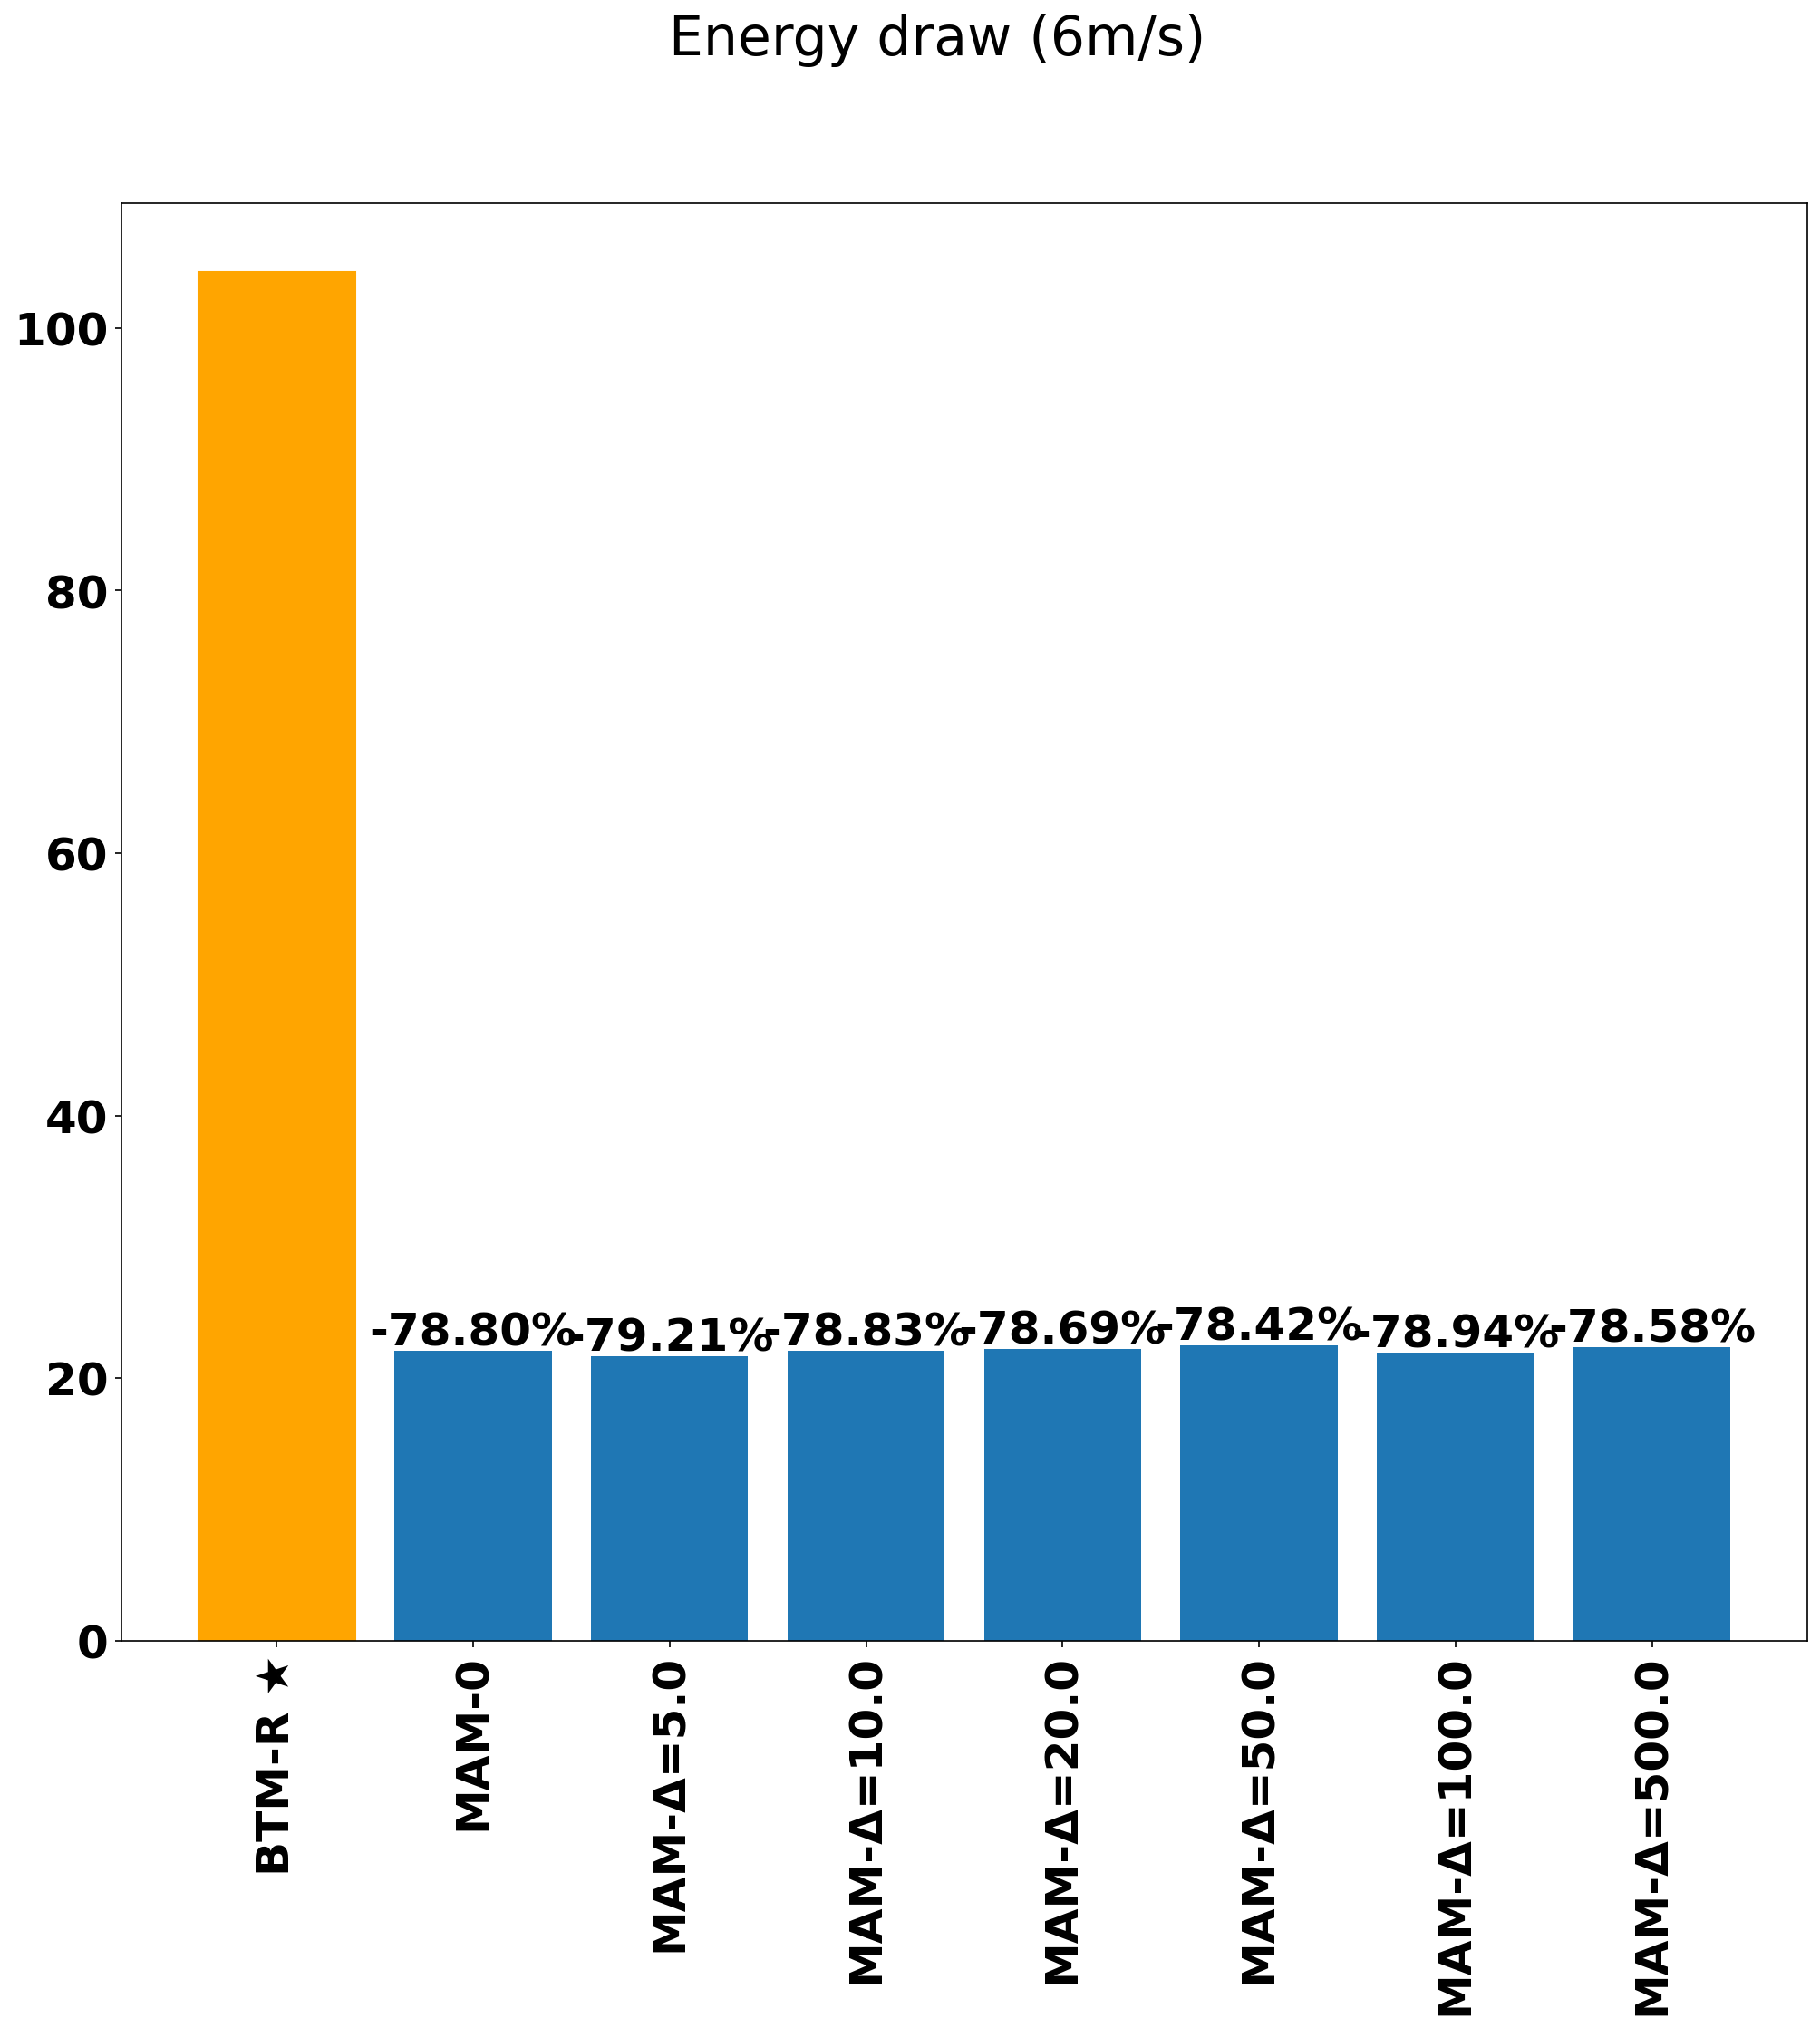 Energy draw (6m/s)
100
80
60
40
20
0
-78.80%
-79.21%
-78.83%
-78.69%
-78.42%
-78.94%
-78.58%
BTM-R ★
MAM-0
MAM-Δ=5.0
MAM-Δ=10.0
MAM-Δ=20.0
MAM-Δ=50.0
MAM-Δ=100.0
MAM-Δ=500.0